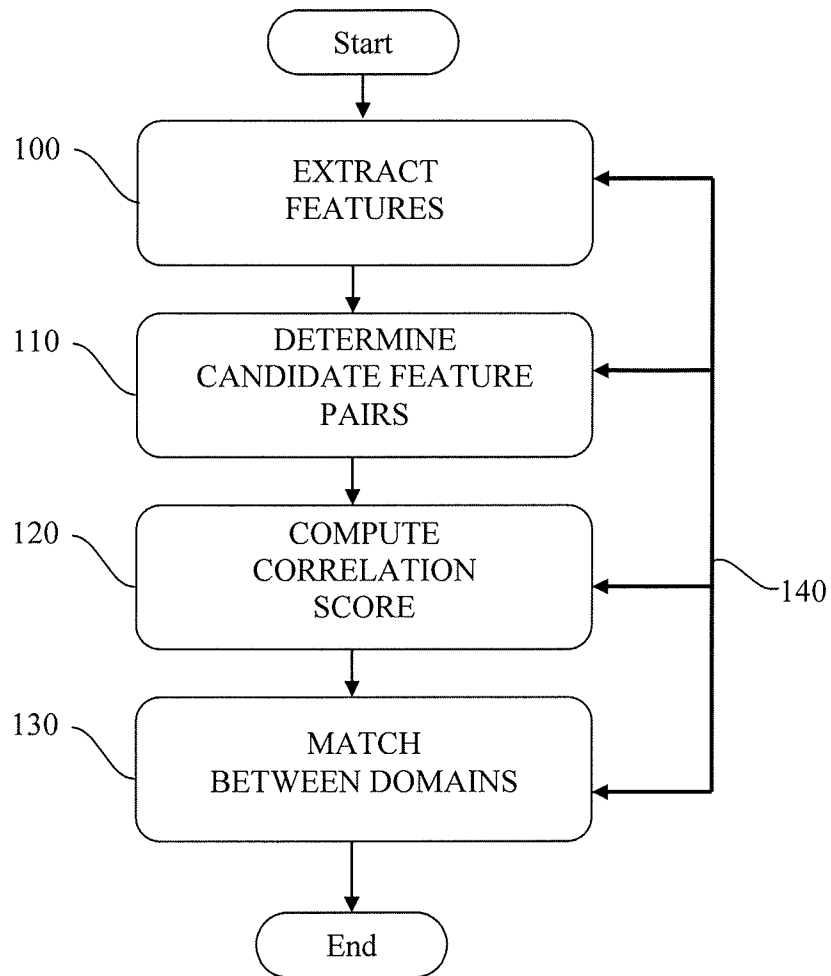 Start
100
EXTRACT
FEATURES
110
DETERMINE
CANDIDATE FEATURE
PAIRS
120
COMPUTE
CORRELATION
SCORE
140
130
MATCH
BETWEEN DOMAINS
End